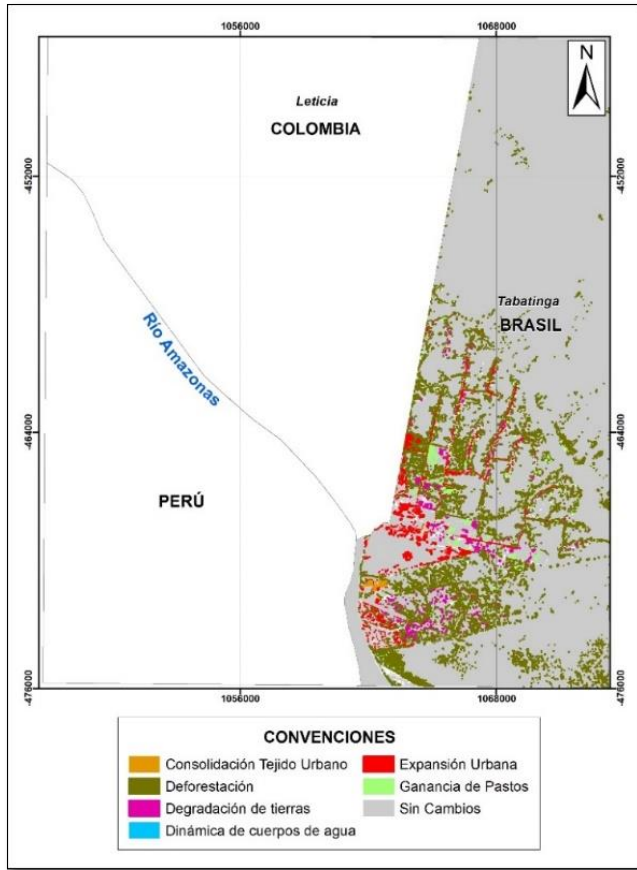 1056000
1068000
N
Leticia
COLOMBIA
-452000
-452000
Tabatinga
BRASIL
Río Amazonas
-464000
-464000
PERÚ
-476000
-476000
1056000
1068000
CONVENCIONES
Consolidación Tejido Urbano
Expansión Urbana
Deforestación
Ganancia de Pastos
Degradación de tierras
Sin Cambios
Dinámica de cuerpos de agua